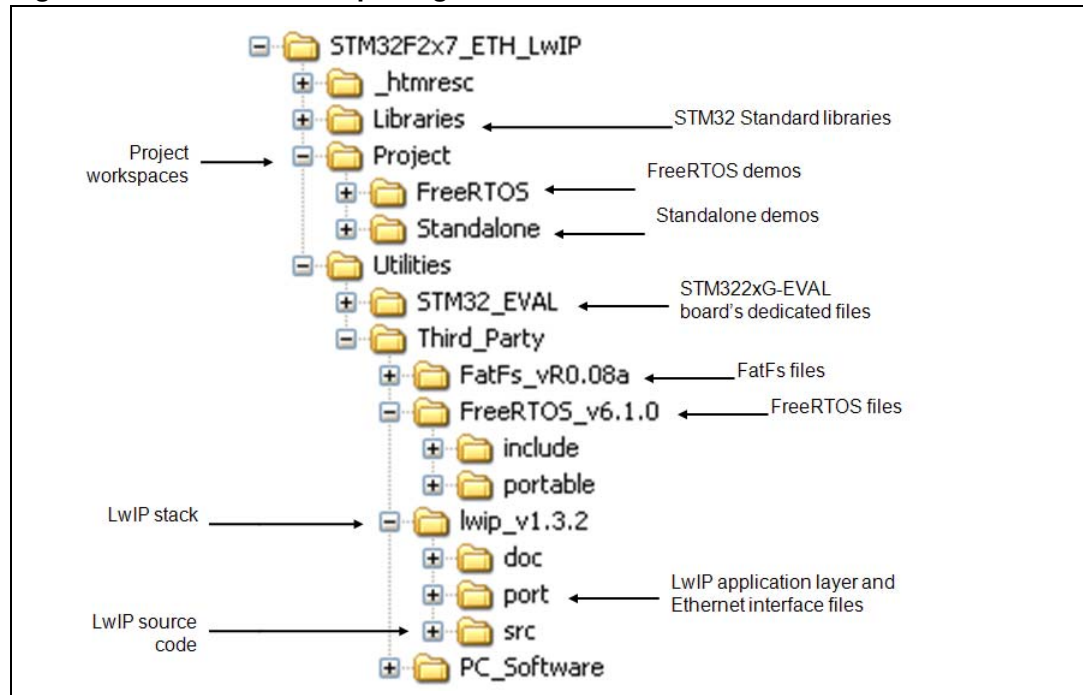 STM32F2x7_ETH_LwIP
_htmresc
Libraries
STM32 Standard libraries
Project
workspaces
Project
FreeRTOS demos
FreeRTOS
Standalone demos
Standalone
Utilities
STM322xG-EVAL
board's dedicated files
STM32_EVAL
Third_Party
FatFs_vR0.08a
FatFs files
FreeRTOS_v6.1.0
FreeRTOS files
include
portable
LwIP stack
lwip_v1.3.2
doc
port
LwIP application layer and
Ethernet interface files
LwIP source
code
src
PC_Software